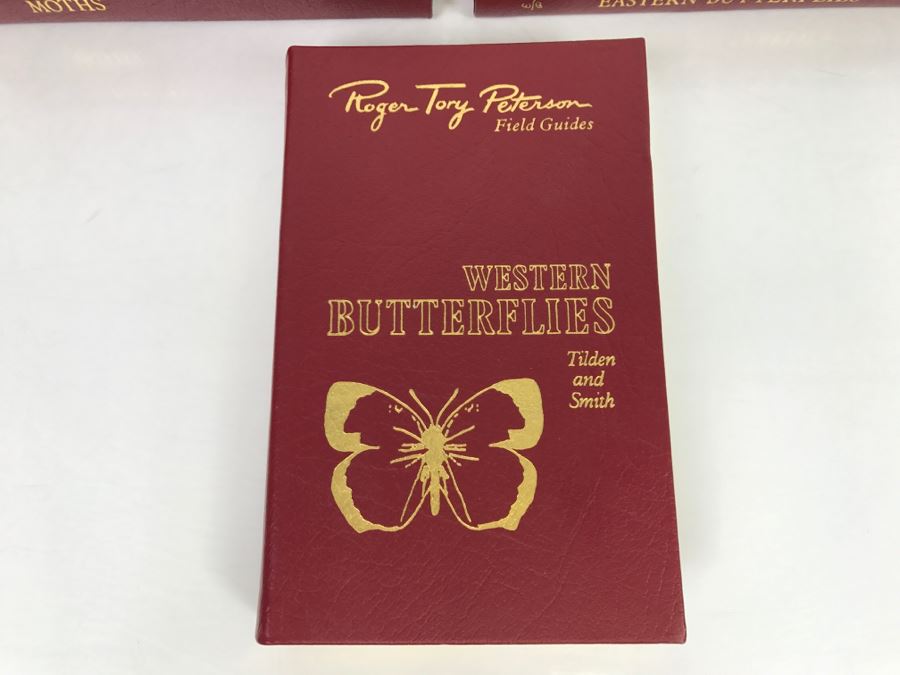 MOTHS
EASTERN BUTTERFLIES
Roger Tory Peterson
Field Guides
WESTERN
BUTTERFLIES
Tilden
and
Smith